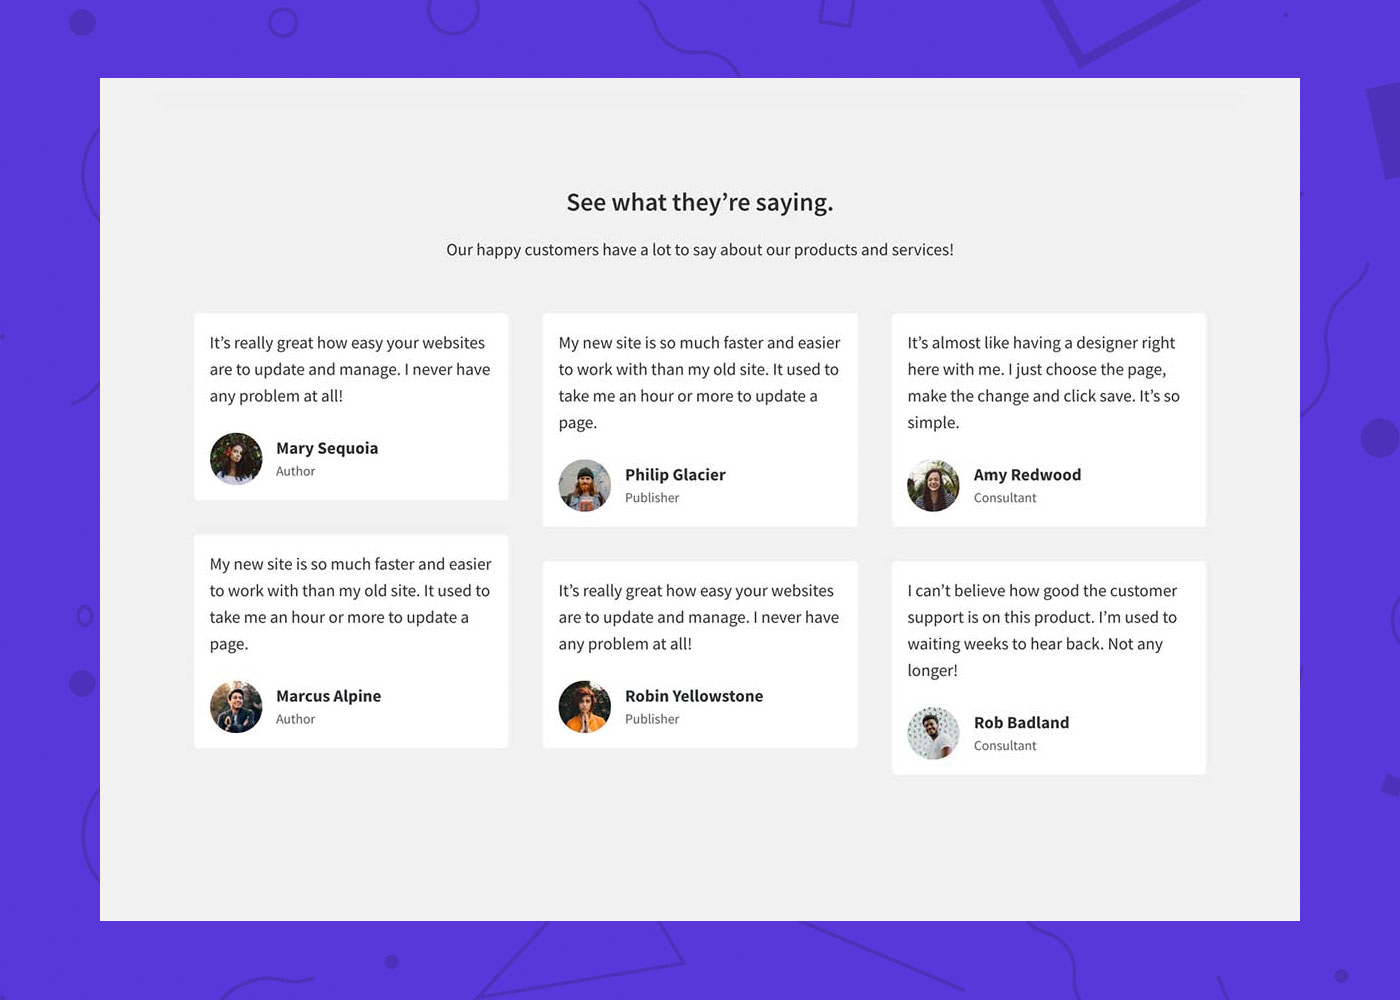 See what they’re saying.
Our happy customers have a lot to say about our products and services!
It’s really great how easy your websites
are to update and manage. I never have
any problem at all!
Mary Sequoia
Author
My new site is so much faster and easier
to work with than my old site. It used to
take me an hour or more to update a
page.
Philip Glacier
Publisher
It’s almost like having a designer right
here with me. I just choose the page,
make the change and click save. It’s so
simple.
Amy Redwood
Consultant
My new site is so much faster and easier
to work with than my old site. It used to
take me an hour or more to update a
page.
Marcus Alpine
Author
It’s really great how easy your websites
are to update and manage. I never have
any problem at all!
Robin Yellowstone
Publisher
I can’t believe how good the customer
support is on this product. I’m used to
waiting weeks to hear back. Not any
longer!
Rob Badland
Consultant